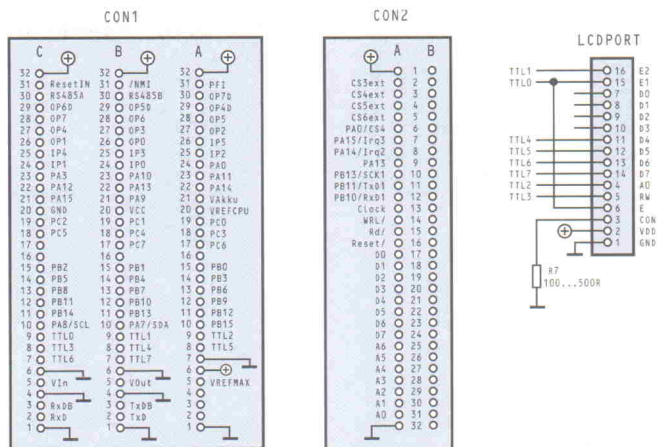 CON1
C B A
32 32 32
31 ResetIN 31 /NMI 31 PFI
30 RS485A 30 RS485B 30 OP7D
29 OP6D 29 OP5D 29 OP4D
28 OP7 28 OP6 28 OP5
27 OP4 27 OP3 27 OP2
26 OP1 26 OP0 26 IP5
25 IP4 25 IP3 25 IP2
24 IP1 24 IP0 24 PA0
23 PA3 23 PA10 23 PA11
22 PA12 22 PA13 22 PA14
21 PA15 21 PA9 21 VAkku
20 GND 20 VCC 20 VREFCPU
19 PC2 19 PC1 19 PC0
18 PC5 18 PC4 18 PC3
17 17 PC7 17 PC6
16 16 16
15 PB2 15 PB1 15 PB0
14 PB5 14 PB4 14 PB3
13 PB8 13 PB7 13 PB6
12 PB11 12 PB10 12 PB9
11 PB14 11 PB13 11 PB12
10 PA8/SCL 10 PA7/SDA 10 PB15
9 TTL0 9 TTL1 9 TTL2
8 TTL3 8 TTL4 8 TTL5
7 TTL6 7 TTL7 7
6 6 6
5 VIn 5 VOut 5 VREFMAX
4 4 4
3 RxDB 3 TxDB 3
2 RxD 2 TxD 2
1 1 1
CON2
A B
1
CS3ext 2
CS4ext 3
CS5ext 4
CS6ext 5
PA0/CS4 6
PA15/Irq3 7
PA14/Irq2 8
PA13 9
PB13/SCK1 10
PB11/TxD1 11
PB10/RxD1 12
Clock 13
WRL/ 14
Rd/ 15
Reset/ 16
D0 17
D1 18
D2 19
D3 20
D4 21
D5 22
D6 23
D7 24
A6 25
A5 26
A4 27
A3 28
A2 29
A1 30
A0 31
32
LCDPORT
TTL1 16 E2
TTL0 15 E1
7 D0
8 D1
9 D2
10 D3
TTL4 11 D4
TTL5 12 D5
TTL6 13 D6
TTL7 14 D7
TTL2 4 A0
TTL3 5 RW
6 E
3 CON
2 VDD
1 GND
R7
100...500R